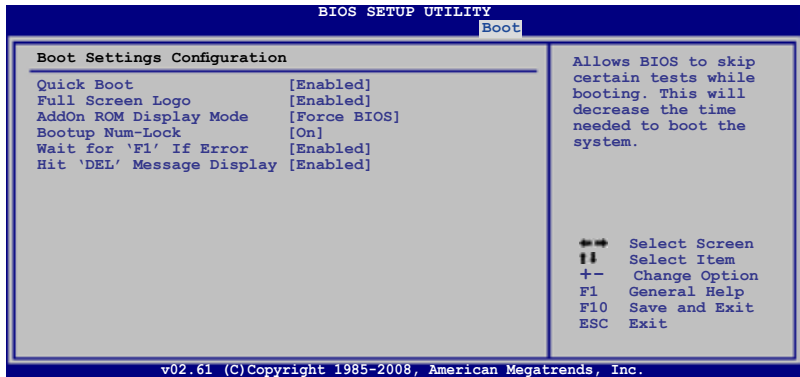 BIOS SETUP UTILITY
Boot
Boot Settings Configuration
Quick Boot [Enabled]
Full Screen Logo [Enabled]
AddOn ROM Display Mode [Force BIOS]
Bootup Num-Lock [On]
Wait for ‘F1’ If Error [Enabled]
Hit ‘DEL’ Message Display [Enabled]
Allows BIOS to skip
certain tests while
booting. This will
decrease the time
needed to boot the
system.
Select Screen
Select Item
+- Change Option
F1 General Help
F10 Save and Exit
ESC Exit
v02.61 (C)Copyright 1985-2008, American Megatrends, Inc.